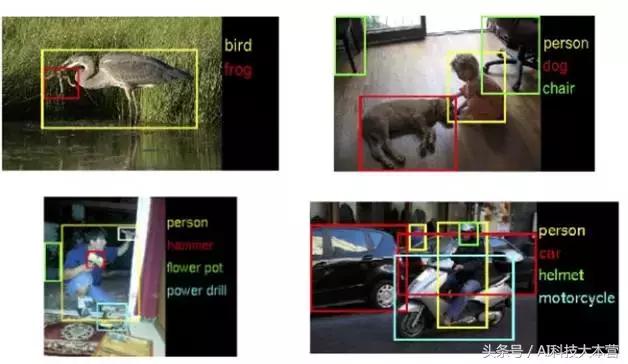 bird
frog
person
dog
chair
person
hammer
flower pot
power drill
person
car
helmet
motorcycle
头条号 / AI科技大本营